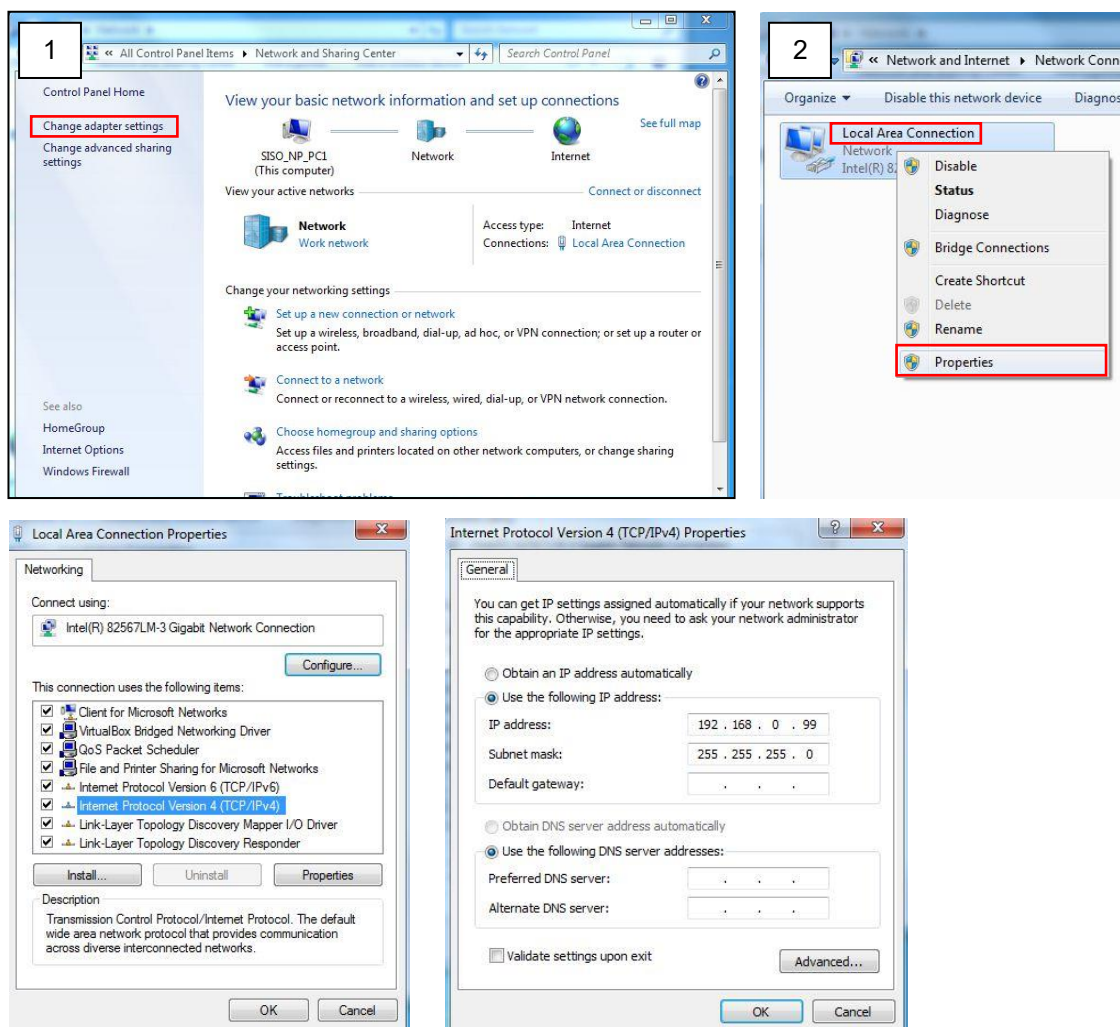 1
« All Control Panel Items ▸ Network and Sharing Center
Search Control Panel
Control Panel Home
Change adapter settings
Change advanced sharing
settings
See also
HomeGroup
Internet Options
Windows Firewall
View your basic network information and set up connections
See full map
SISO_NP_PC1
(This computer)
Network
Internet
View your active networks
Connect or disconnect
Network
Work network
Access type: Internet
Connections: Local Area Connection
Change your networking settings
Set up a new connection or network
Set up a wireless, broadband, dial-up, ad hoc, or VPN connection; or set up a router or
access point.
Connect to a network
Connect or reconnect to a wireless, wired, dial-up, or VPN network connection.
Choose homegroup and sharing options
Access files and printers located on other network computers, or change sharing
settings.
Troubleshoot problems
2
« Network and Internet ▸ Network Conn
Organize Disable this network device Diagnos
Local Area Connection
Network
Intel(R) 82
Disable
Status
Diagnose
Bridge Connections
Create Shortcut
Delete
Rename
Properties
Local Area Connection Properties
Networking
Connect using:
Intel(R) 82567LM-3 Gigabit Network Connection
Configure...
This connection uses the following items:
Client for Microsoft Networks
VirtualBox Bridged Networking Driver
QoS Packet Scheduler
File and Printer Sharing for Microsoft Networks
Internet Protocol Version 6 (TCP/IPv6)
Internet Protocol Version 4 (TCP/IPv4)
Link-Layer Topology Discovery Mapper I/O Driver
Link-Layer Topology Discovery Responder
Install... Uninstall Properties
Description
Transmission Control Protocol/Internet Protocol. The default
wide area network protocol that provides communication
across diverse interconnected networks.
OK Cancel
Internet Protocol Version 4 (TCP/IPv4) Properties
General
You can get IP settings assigned automatically if your network supports
this capability. Otherwise, you need to ask your network administrator
for the appropriate IP settings.
Obtain an IP address automatically
Use the following IP address:
IP address: 192 . 168 . 0 . 99
Subnet mask: 255 . 255 . 255 . 0
Default gateway: . . .
Obtain DNS server address automatically
Use the following DNS server addresses:
Preferred DNS server: . . .
Alternate DNS server: . . .
Validate settings upon exit
Advanced...
OK Cancel